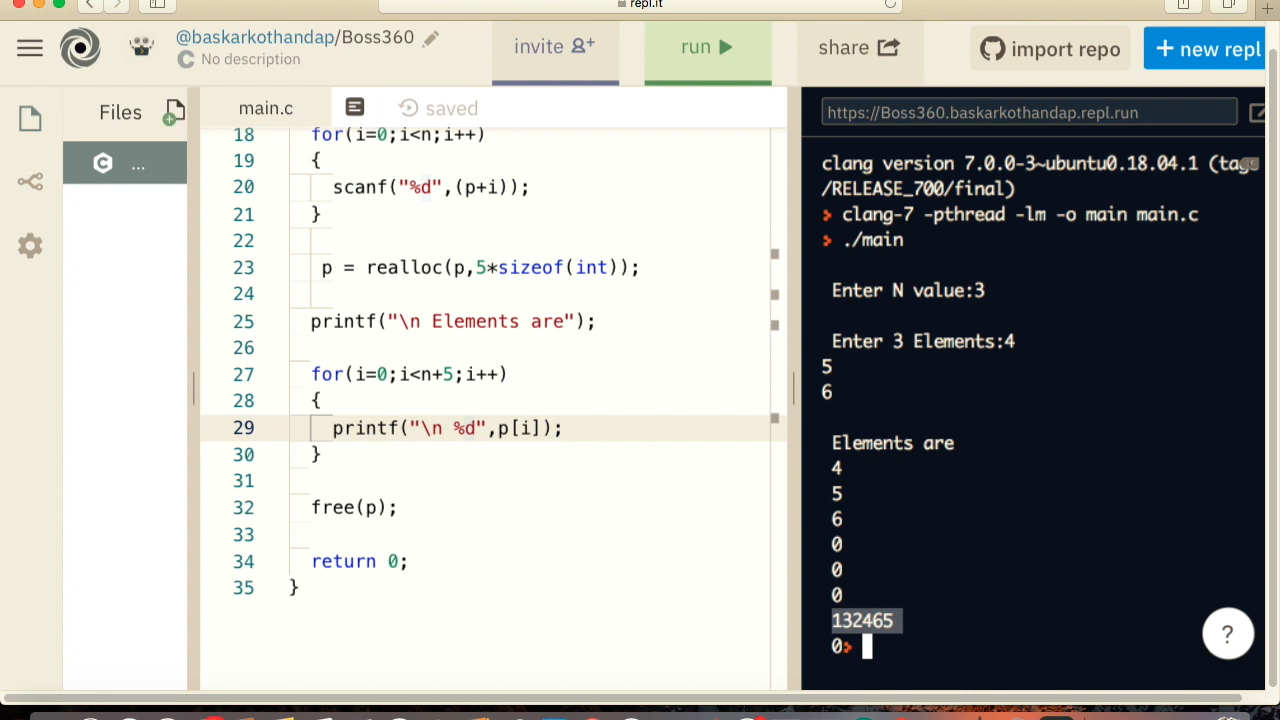 repl.it
@baskarkothandap/Boss360
No description
invite
run
share
import repo
+ new repl
Files
main.c
saved
...
https://Boss360.baskarkothandap.repl.run
18 for(i=0;i<n;i++)
19 {
20 scanf("%d",(p+i));
21 }
22
23 p = realloc(p,5*sizeof(int));
24
25 printf("\n Elements are");
26
27 for(i=0;i<n+5;i++)
28 {
29 printf("\n %d",p[i]);
30 }
31
32 free(p);
33
34 return 0;
35 }
clang version 7.0.0-3~ubuntu0.18.04.1 (tags
/RELEASE_700/final)
> clang-7 -pthread -lm -o main main.c
> ./main
Enter N value:3
Enter 3 Elements:4
5
6
Elements are
4
5
6
0
0
0
132465
0>
?